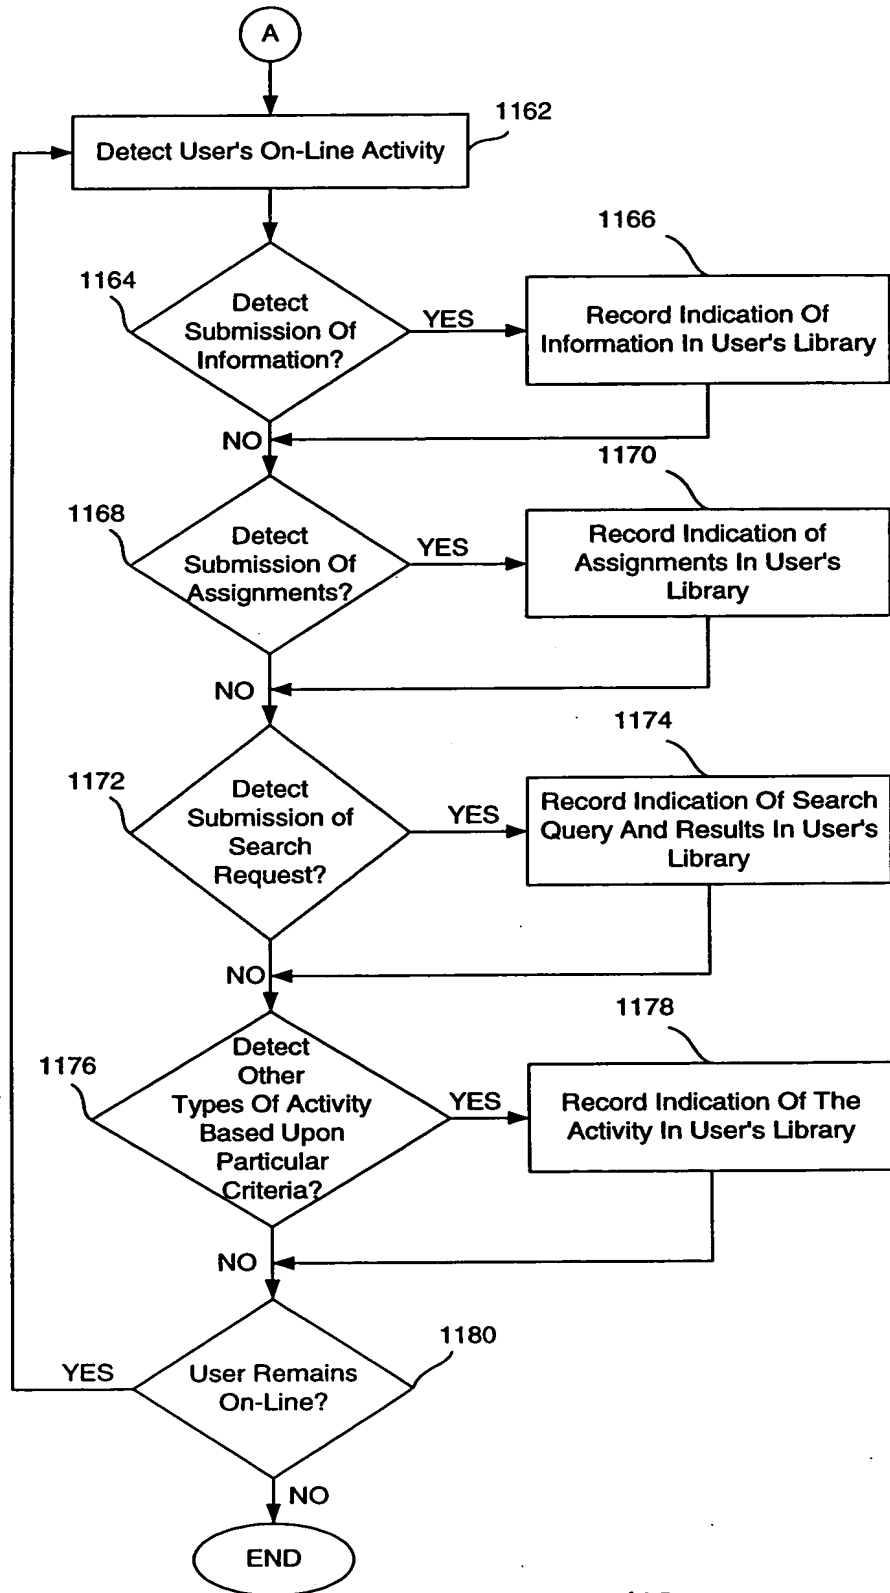 A
1162
Detect User's On-Line Activity
1166
1164
Detect
Submission Of
Information?
YES
Record Indication Of
Information In User's Library
NO
1170
1168
Detect
Submission Of
Assignments?
YES
Record Indication of
Assignments In User's
Library
NO
1174
1172
Detect
Submission of
Search
Request?
YES
Record Indication Of Search
Query And Results In User's
Library
NO
1178
1176
Detect
Other
Types Of Activity
Based Upon
Particular
Criteria?
YES
Record Indication Of The
Activity In User's Library
NO
1180
YES
User Remains
On-Line?
NO
END